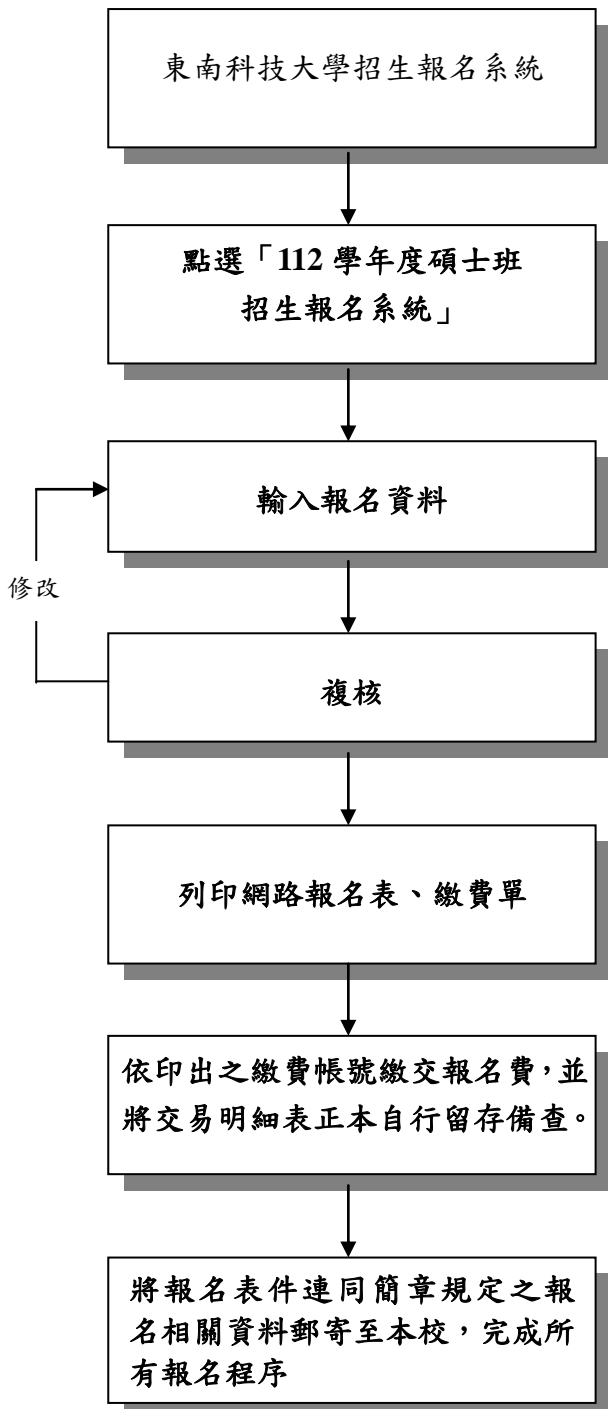 東南科技大學招生報名系統
點選「112 學年度碩士班
招生報名系統」
輸入報名資料
修改
複核
列印網路報名表、繳費單
依印出之繳費帳號繳交報名費，並
將交易明細表正本自行留存備查。
將報名表件連同簡章規定之報
名相關資料郵寄至本校，完成所
有報名程序